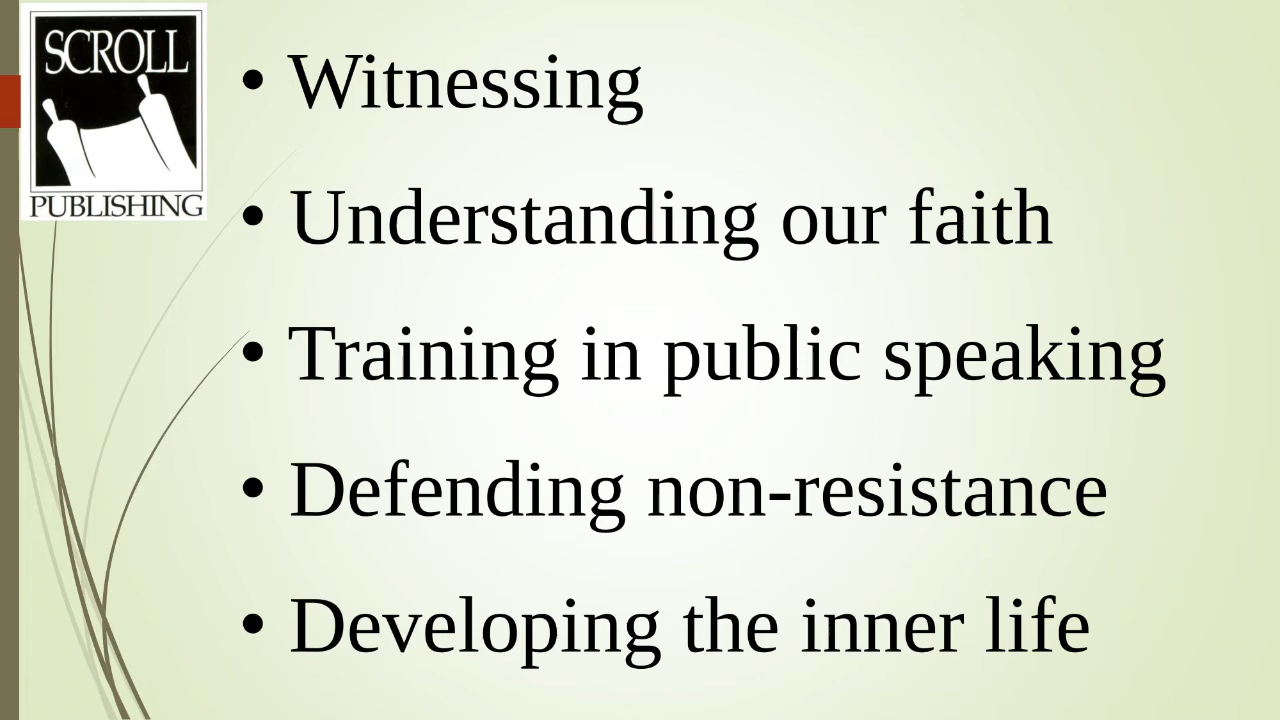 SCROLL
PUBLISHING
• Witnessing
• Understanding our faith
• Training in public speaking
• Defending non-resistance
• Developing the inner life